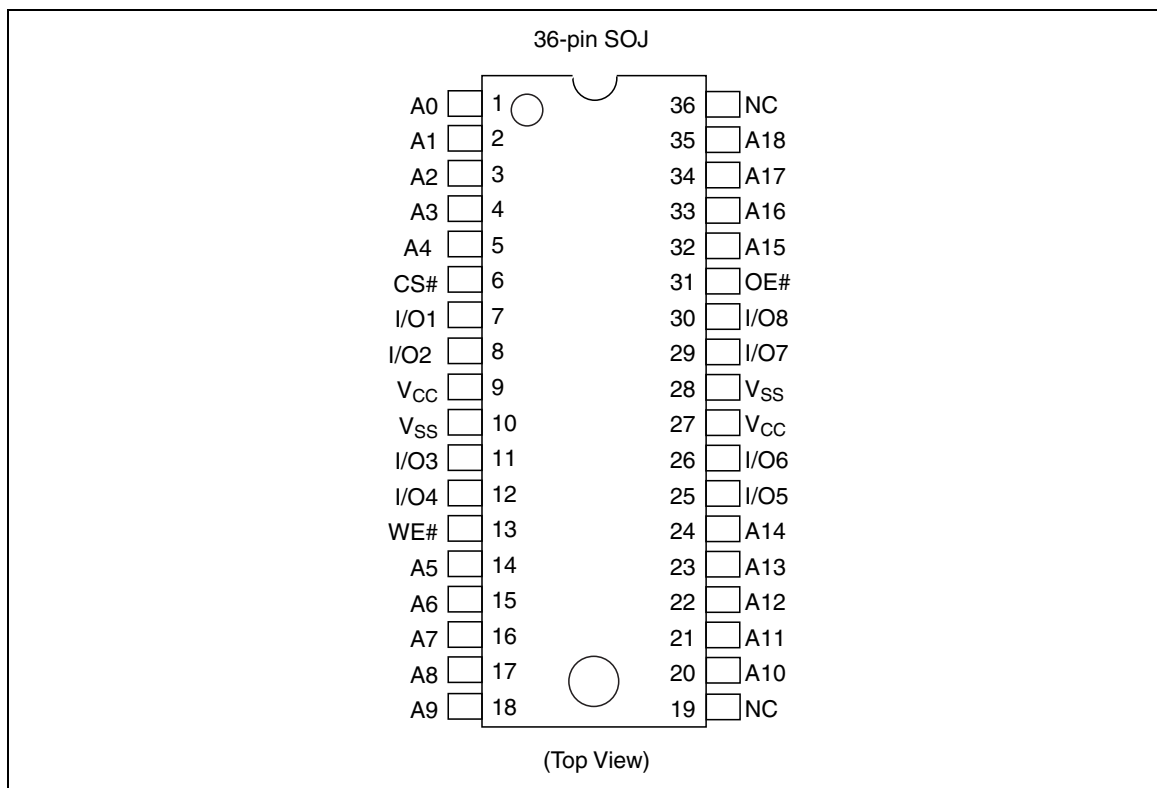 36-pin SOJ
A0 1 36 NC
A1 2 35 A18
A2 3 34 A17
A3 4 33 A16
A4 5 32 A15
CS# 6 31 OE#
I/O1 7 30 I/O8
I/O2 8 29 I/O7
VCC 9 28 VSS
VSS 10 27 VCC
I/O3 11 26 I/O6
I/O4 12 25 I/O5
WE# 13 24 A14
A5 14 23 A13
A6 15 22 A12
A7 16 21 A11
A8 17 20 A10
A9 18 19 NC
(Top View)